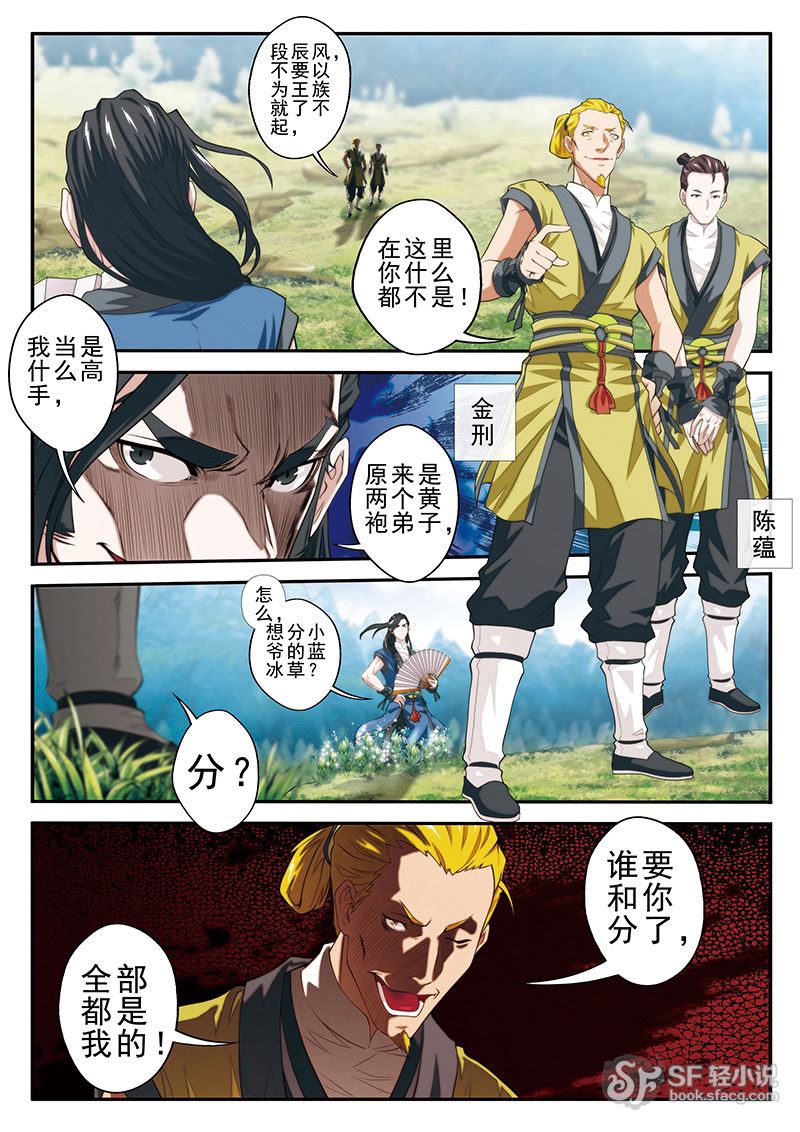 段辰风，
不要以
为王族
就了不
起，
在这里
你什么
都不是！
我当是
什么高
手，
金刑
原来是
两个黄
袍弟子，
陈蕴
怎么，
想分小
爷的蓝
冰草？
分？
谁要
和你
分了，
全部
都是
我的！
SF轻小说
book.sfacg.com